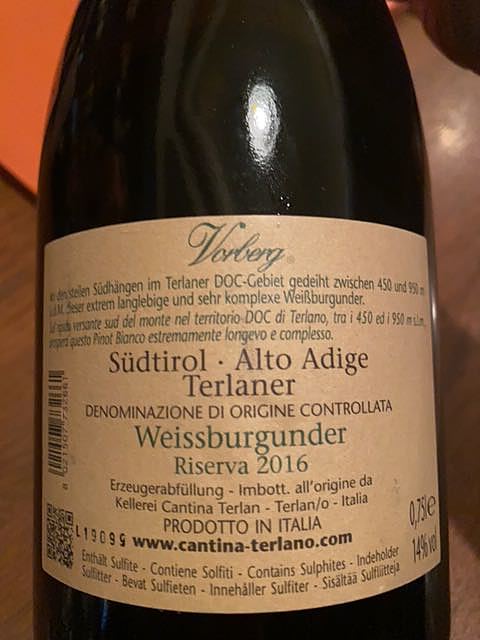 Vorberg®
den steilen Südhängen im Terlaner DOC-Gebiet gedeiht zwischen 450 und 950 m
ü.d.M. dieser extrem langlebige und sehr komplexe Weißburgunder.
Sul ripido versante sud del monte nel territorio DOC di Terlano, tra i 450 ed i 950 m s.l.m.,
prospera questo Pinot Bianco estremamente longevo e complesso.
Südtirol · Alto Adige
Terlaner
DENOMINAZIONE DI ORIGINE CONTROLLATA
Weissburgunder
Riserva 2016
Erzeugerabfüllung - Imbott. all'origine da
Kellerei Cantina Terlan - Terlan/o - Italia
PRODOTTO IN ITALIA
www.cantina-terlano.com
Enthält Sulfite - Contiene Solfiti - Contains Sulphites - Indeholder
Sulfitter - Bevat Sulfieten - Innehåller Sulfiter - Sisältää Sulfiitteja
0,75l e
14% vol
L19099